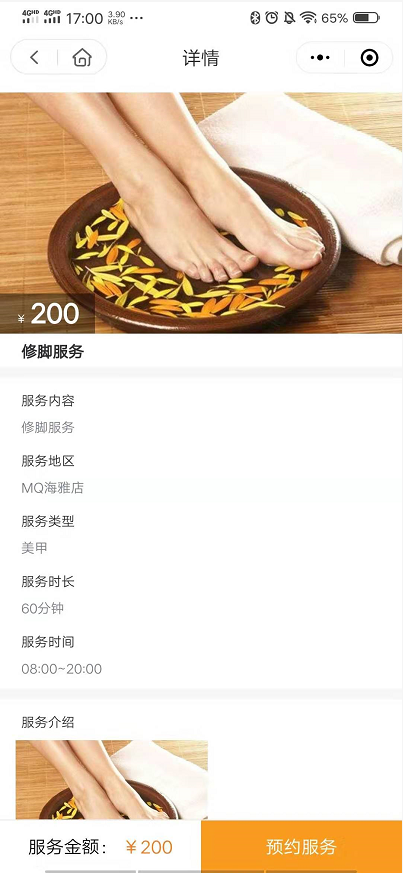 4GHD 4GHD 17:00 3.90 KB/s ··· 65%
详情
¥ 200
修脚服务
服务内容
修脚服务
服务地区
MQ海雅店
服务类型
美甲
服务时长
60分钟
服务时间
08:00~20:00
服务介绍
服务金额： ¥200
预约服务